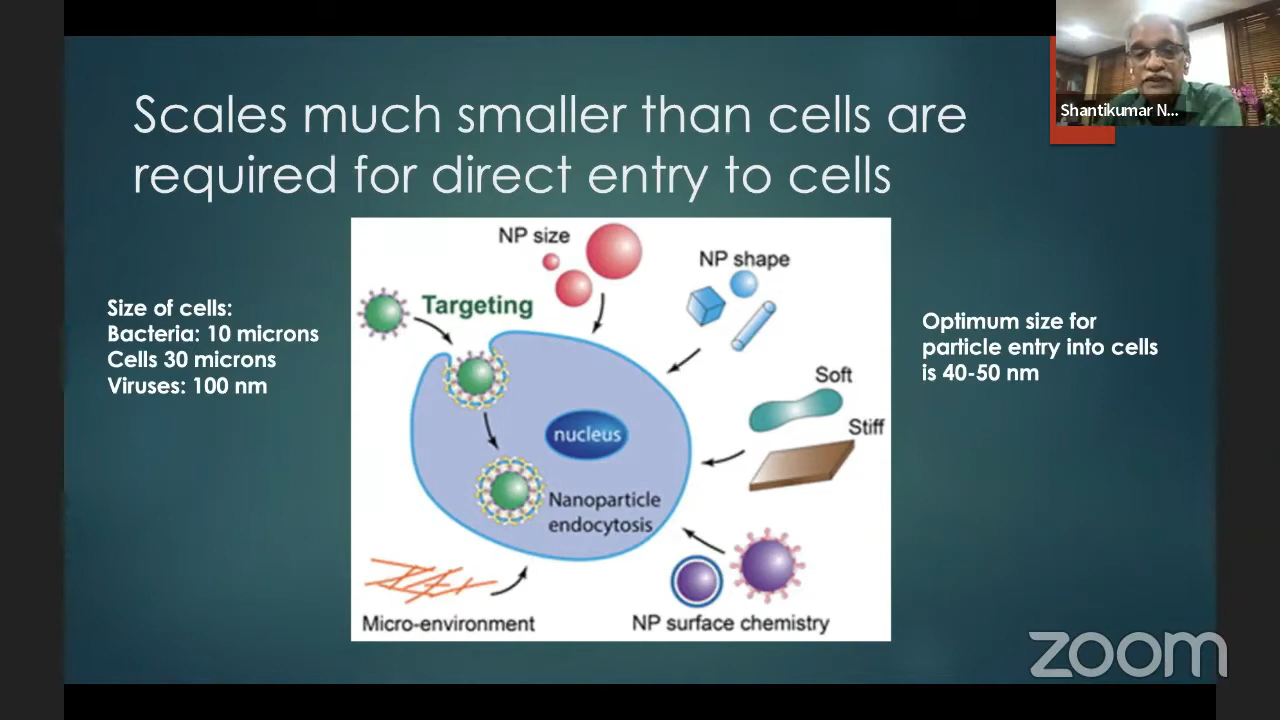 Scales much smaller than cells are
required for direct entry to cells
Shantikumar N...
Size of cells:
Bacteria: 10 microns
Cells 30 microns
Viruses: 100 nm
NP size
NP shape
Targeting
Soft
Stiff
nucleus
Nanoparticle
endocytosis
Micro-environment
NP surface chemistry
Optimum size for
particle entry into cells
is 40-50 nm
zoom